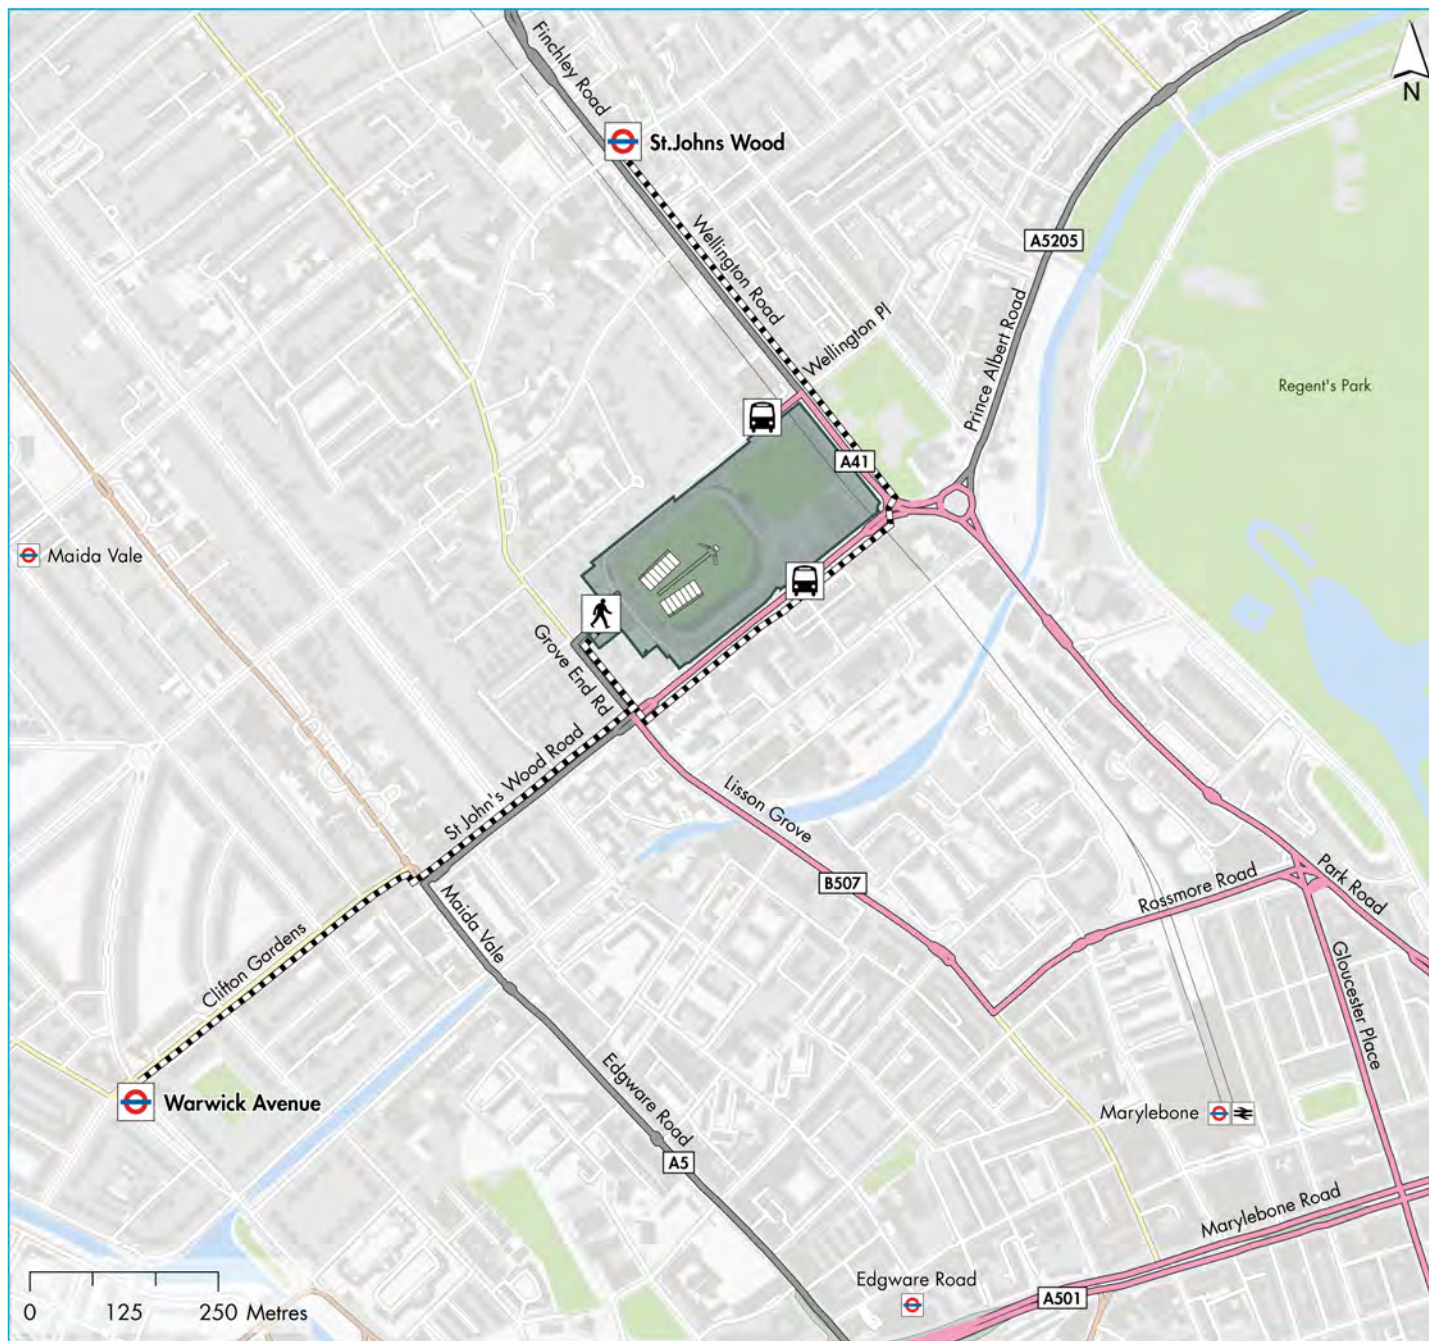 Finchley Road
N
St.Johns Wood
Wellington Road
A5205
Wellington Pl
Prince Albert Road
Regent's Park
A41
Maida Vale
Grove End Rd
St John's Wood Road
Lisson Grove
B507
Maida Vale
Rossmore Road
Park Road
Clifton Gardens
Gloucester Place
Edgware Road
Warwick Avenue
Marylebone
A5
Marylebone Road
Edgware Road
A501
0 125 250 Metres